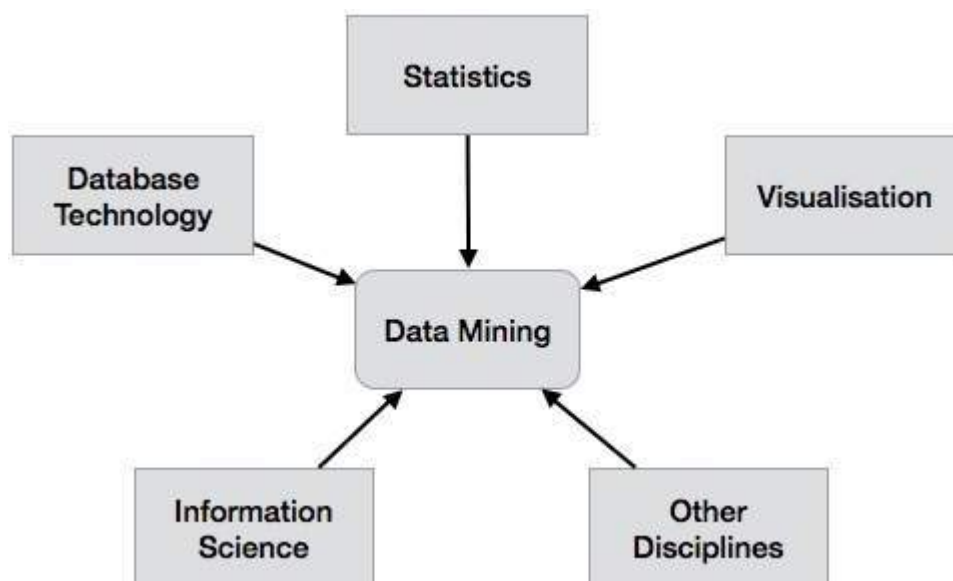 Statistics
Database
Technology
Visualisation
Data Mining
Information
Science
Other
Disciplines